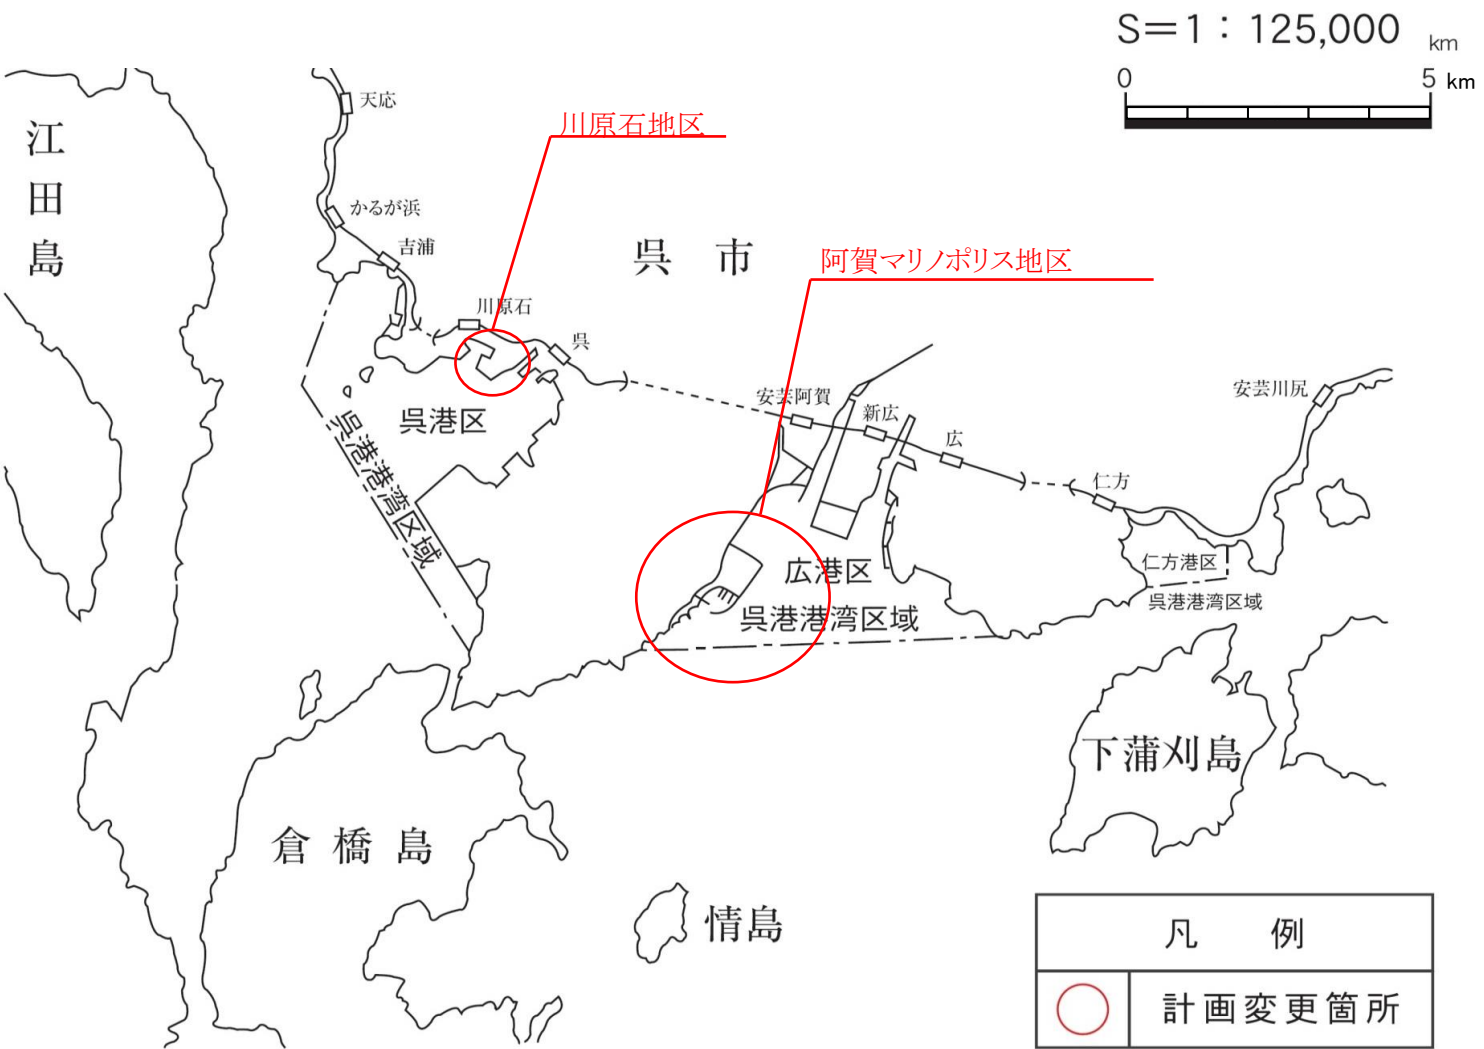 S＝1：125,000
km
0
5 km
天応
川原石地区
江田島
かるが浜
吉浦
呉市
阿賀マリノポリス地区
川原石
呉
安芸阿賀
新広
広
安芸川尻
呉港区
呉港港湾区域
仁方
仁方港区
呉港港湾区域
広港区
呉港港湾区域
下蒲刈島
倉橋島
情島
凡例
計画変更箇所